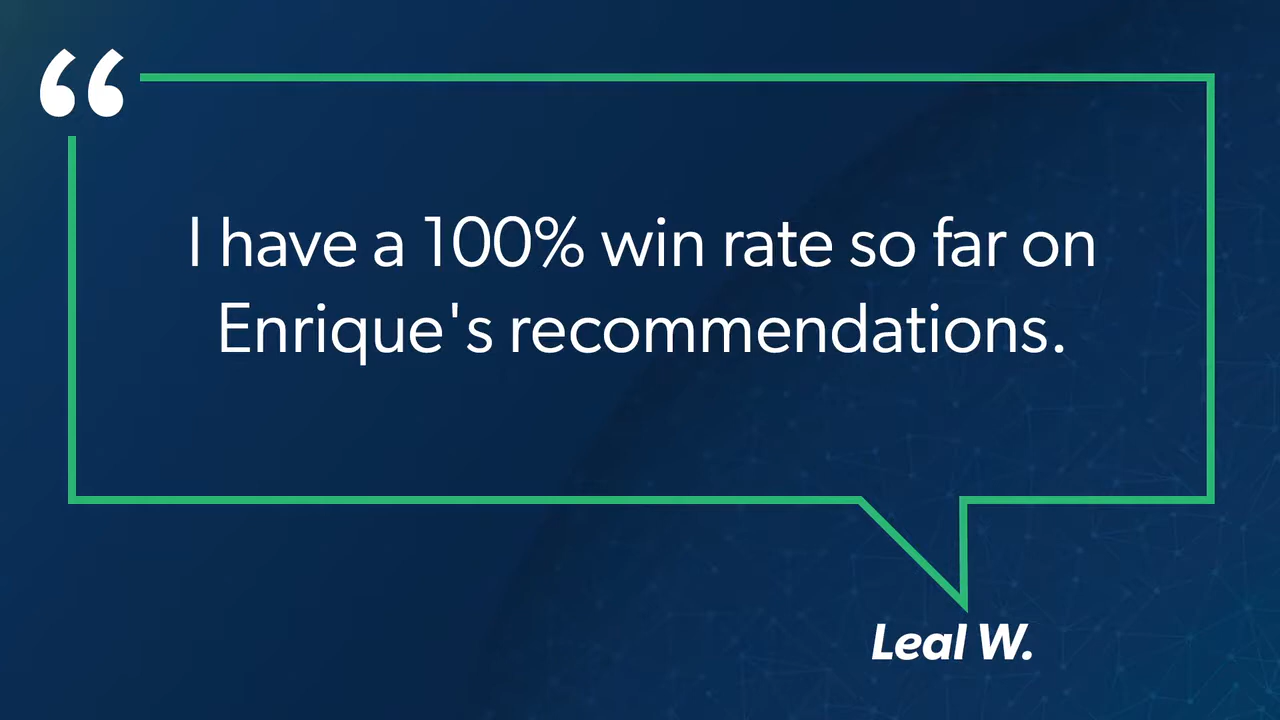 “
I have a 100% win rate so far on
Enrique's recommendations.
Leal W.